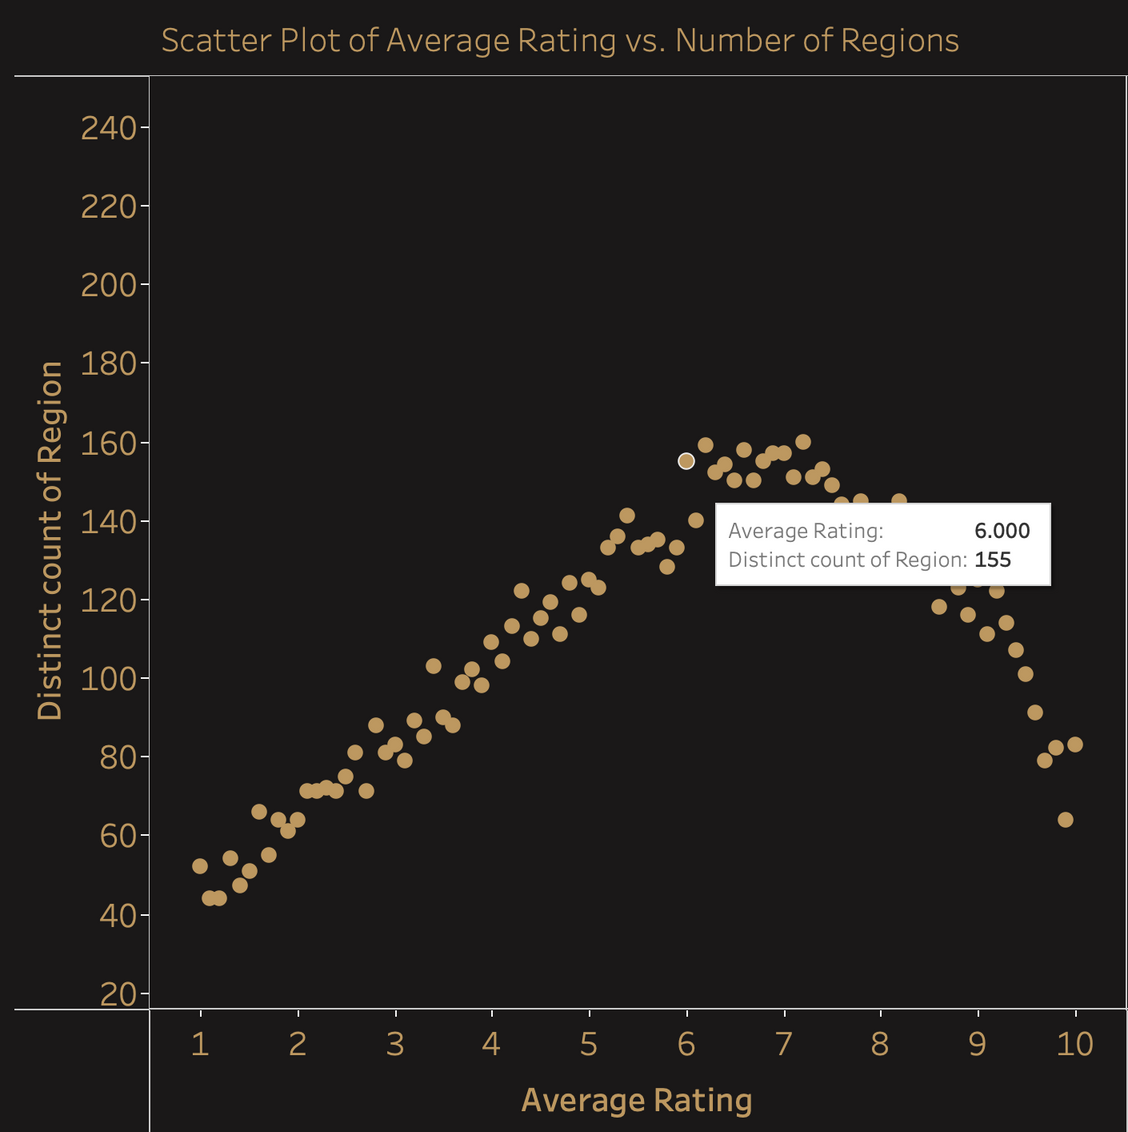 Scatter Plot of Average Rating vs. Number of Regions
240
220
200
180
160
140
120
100
80
60
40
20
Distinct count of Region
Average Rating: 6.000
Distinct count of Region: 155
1 2 3 4 5 6 7 8 9 10
Average Rating